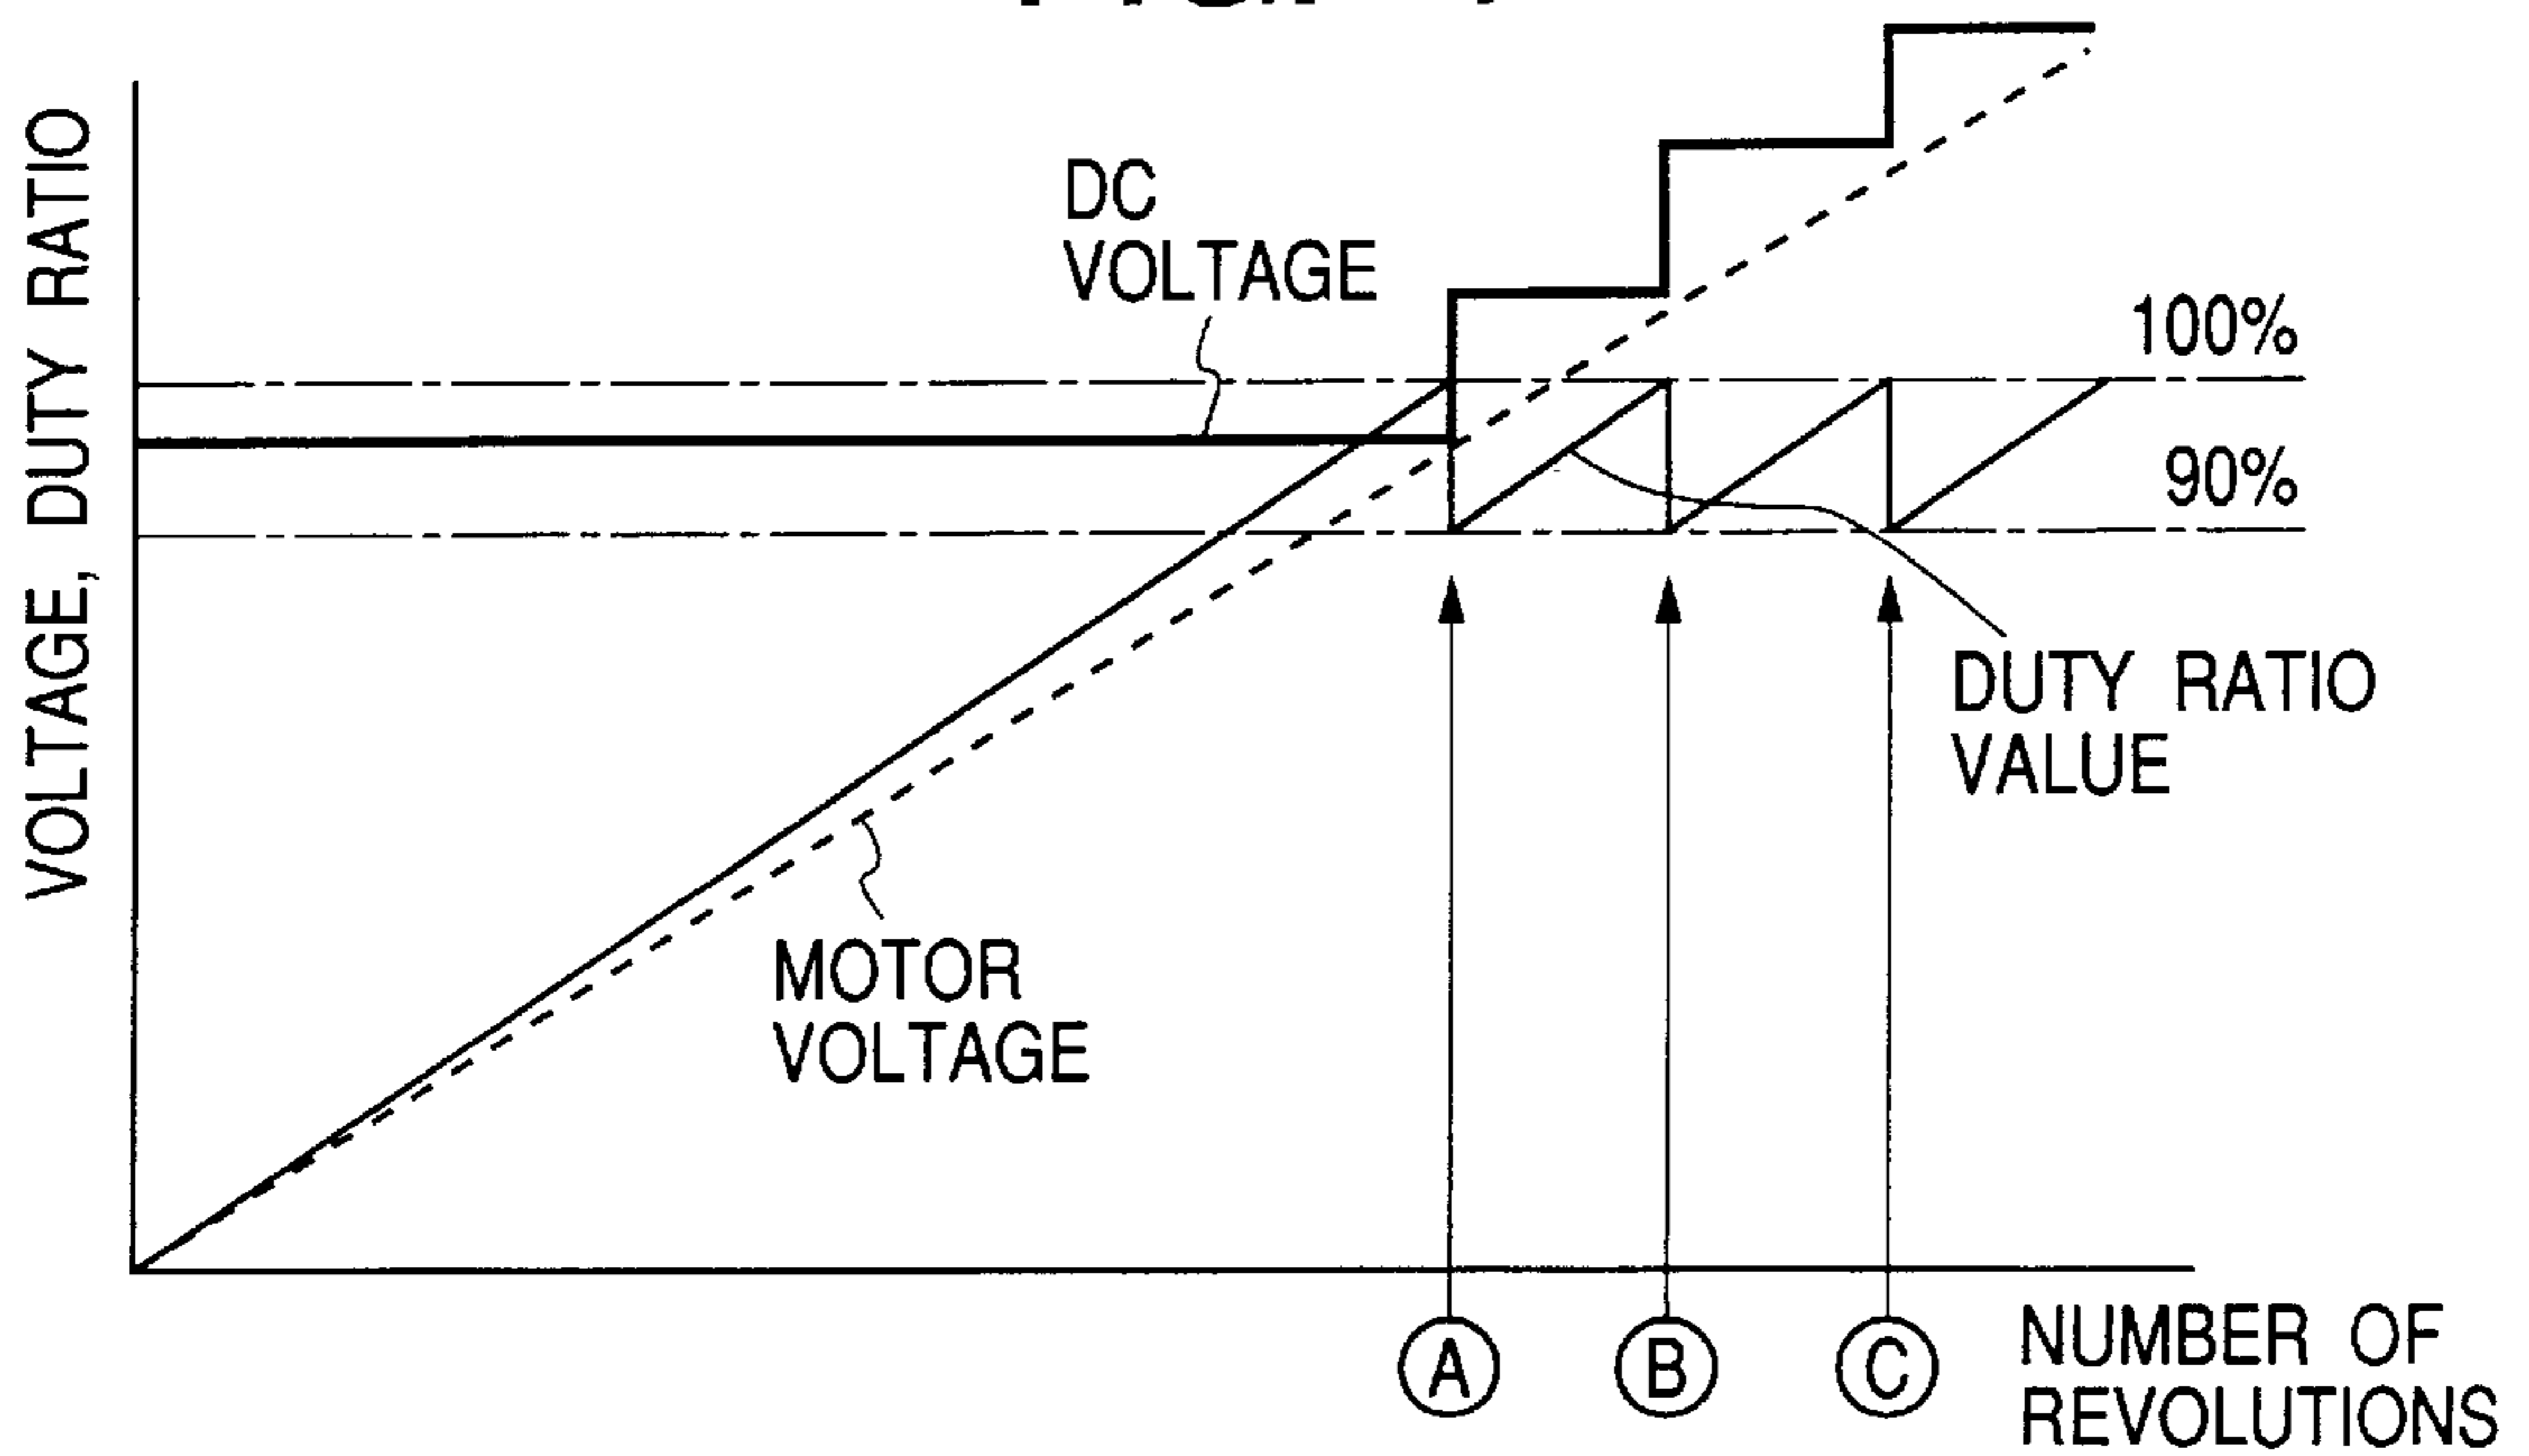 VOLTAGE, DUTY RATIO
DC
VOLTAGE
100%
90%
DUTY RATIO
VALUE
MOTOR
VOLTAGE
A
B
C
NUMBER OF
REVOLUTIONS